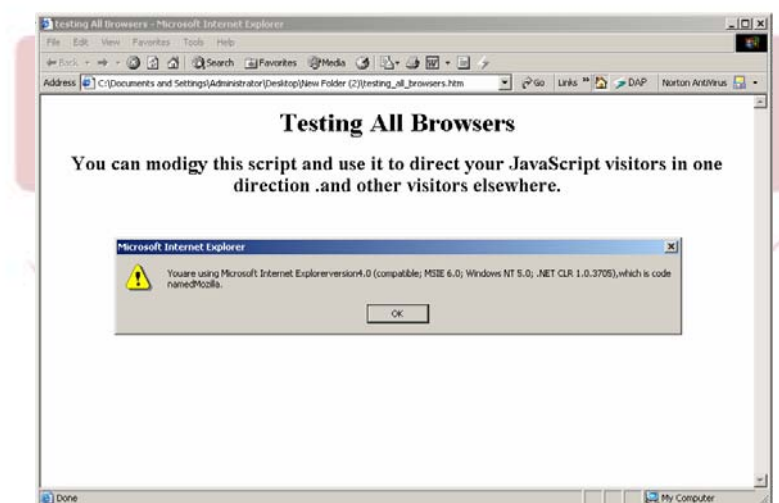 testing All Browsers - Microsoft Internet Explorer
File Edit View Favorites Tools Help
Back Search Favorites Media
Address C:\Documents and Settings\Administrator\Desktop\New Folder (2)\testing_all_browsers.htm Go Links » DAP Norton AntiVirus
Testing All Browsers
You can modigy this script and use it to direct your JavaScript visitors in one
direction .and other visitors elsewhere.
Microsoft Internet Explorer
Youare using Microsoft Internet Explorerversion4.0 (compatible; MSIE 6.0; Windows NT 5.0; .NET CLR 1.0.3705),which is code
namedMozilla.
OK
Done My Computer